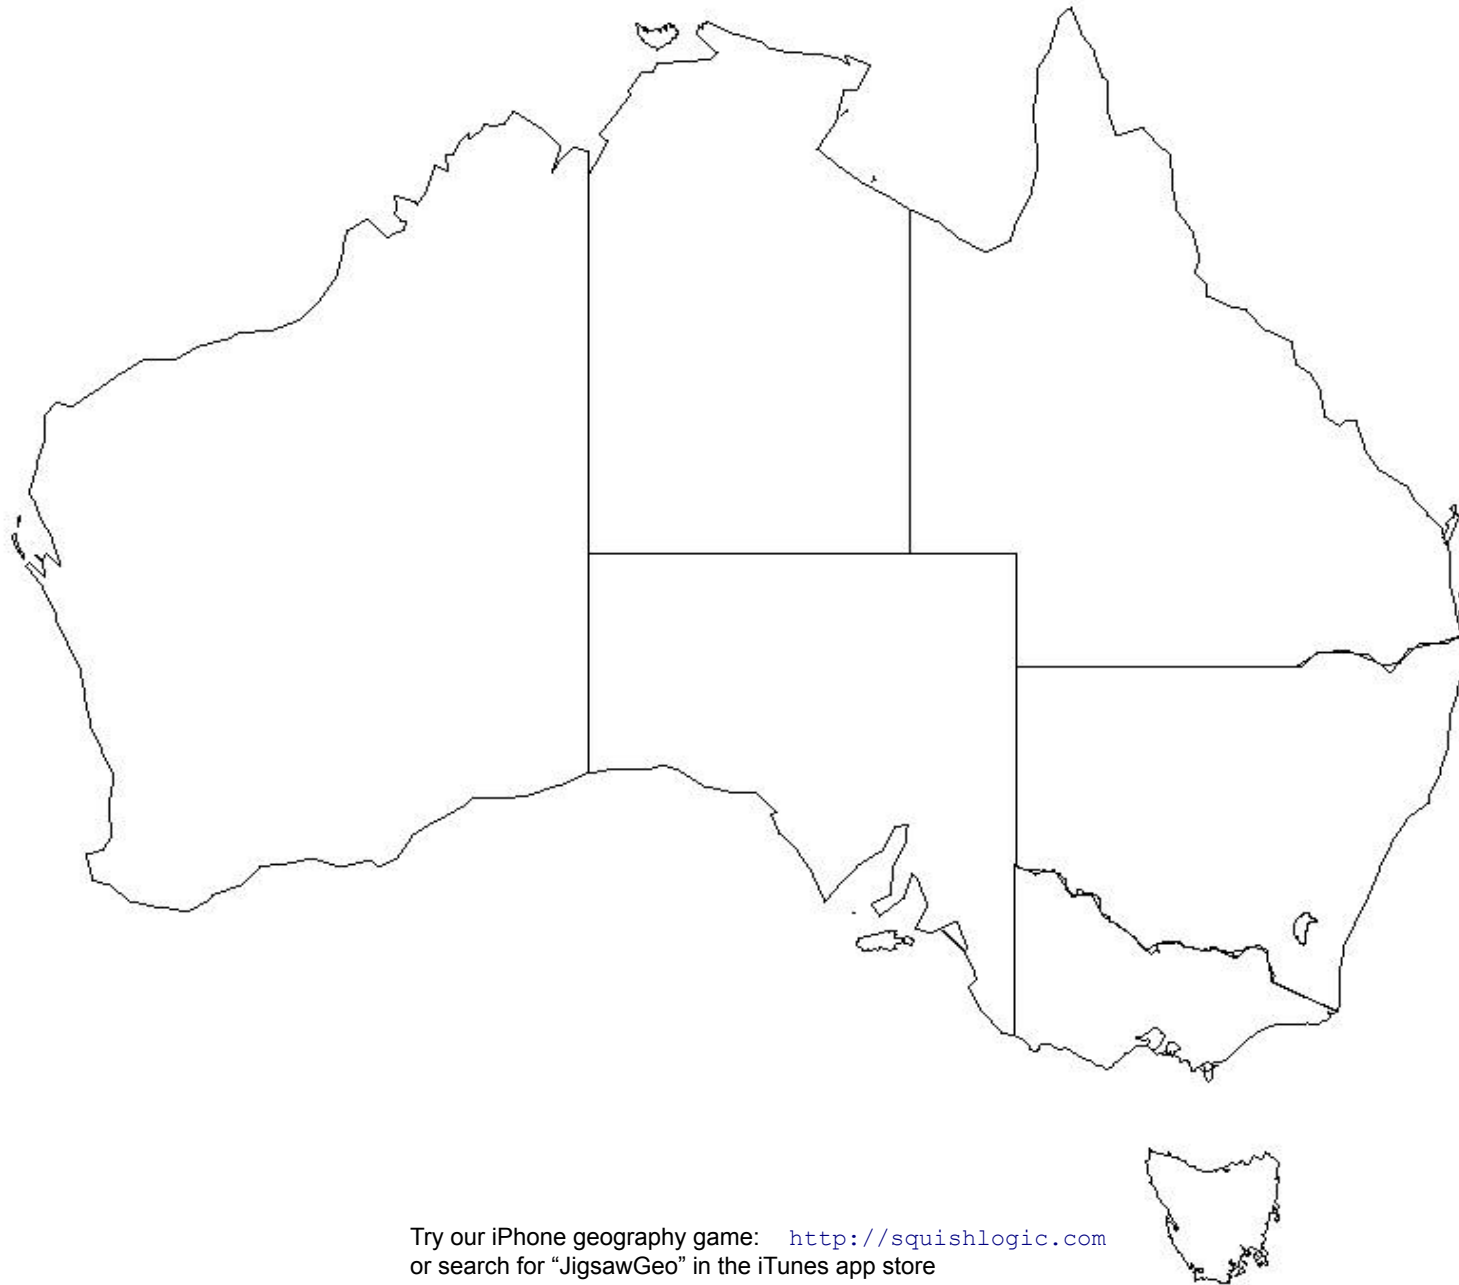 Try our iPhone geography game: http://squishlogic.com
or search for “JigsawGeo” in the iTunes app store